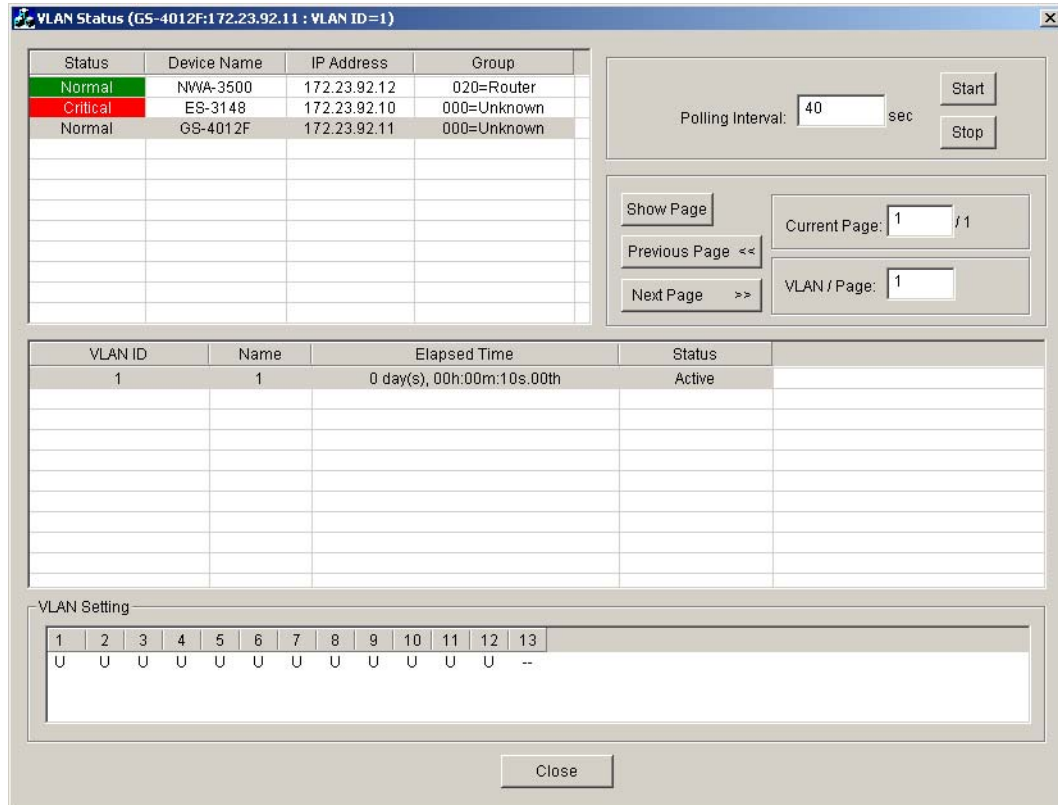 VLAN Status (GS-4012F:172.23.92.11 : VLAN ID=1)
Status Device Name IP Address Group
Normal NWA-3500 172.23.92.12 020=Router
Critical ES-3148 172.23.92.10 000=Unknown
Normal GS-4012F 172.23.92.11 000=Unknown
Polling Interval: 40 sec
Start
Stop
Show Page
Previous Page <<
Next Page >>
Current Page: 1 / 1
VLAN / Page: 1
VLAN ID Name Elapsed Time Status
1 1 0 day(s), 00h:00m:10s.00th Active
VLAN Setting
1 2 3 4 5 6 7 8 9 10 11 12 13
U U U U U U U U U U U U --
Close